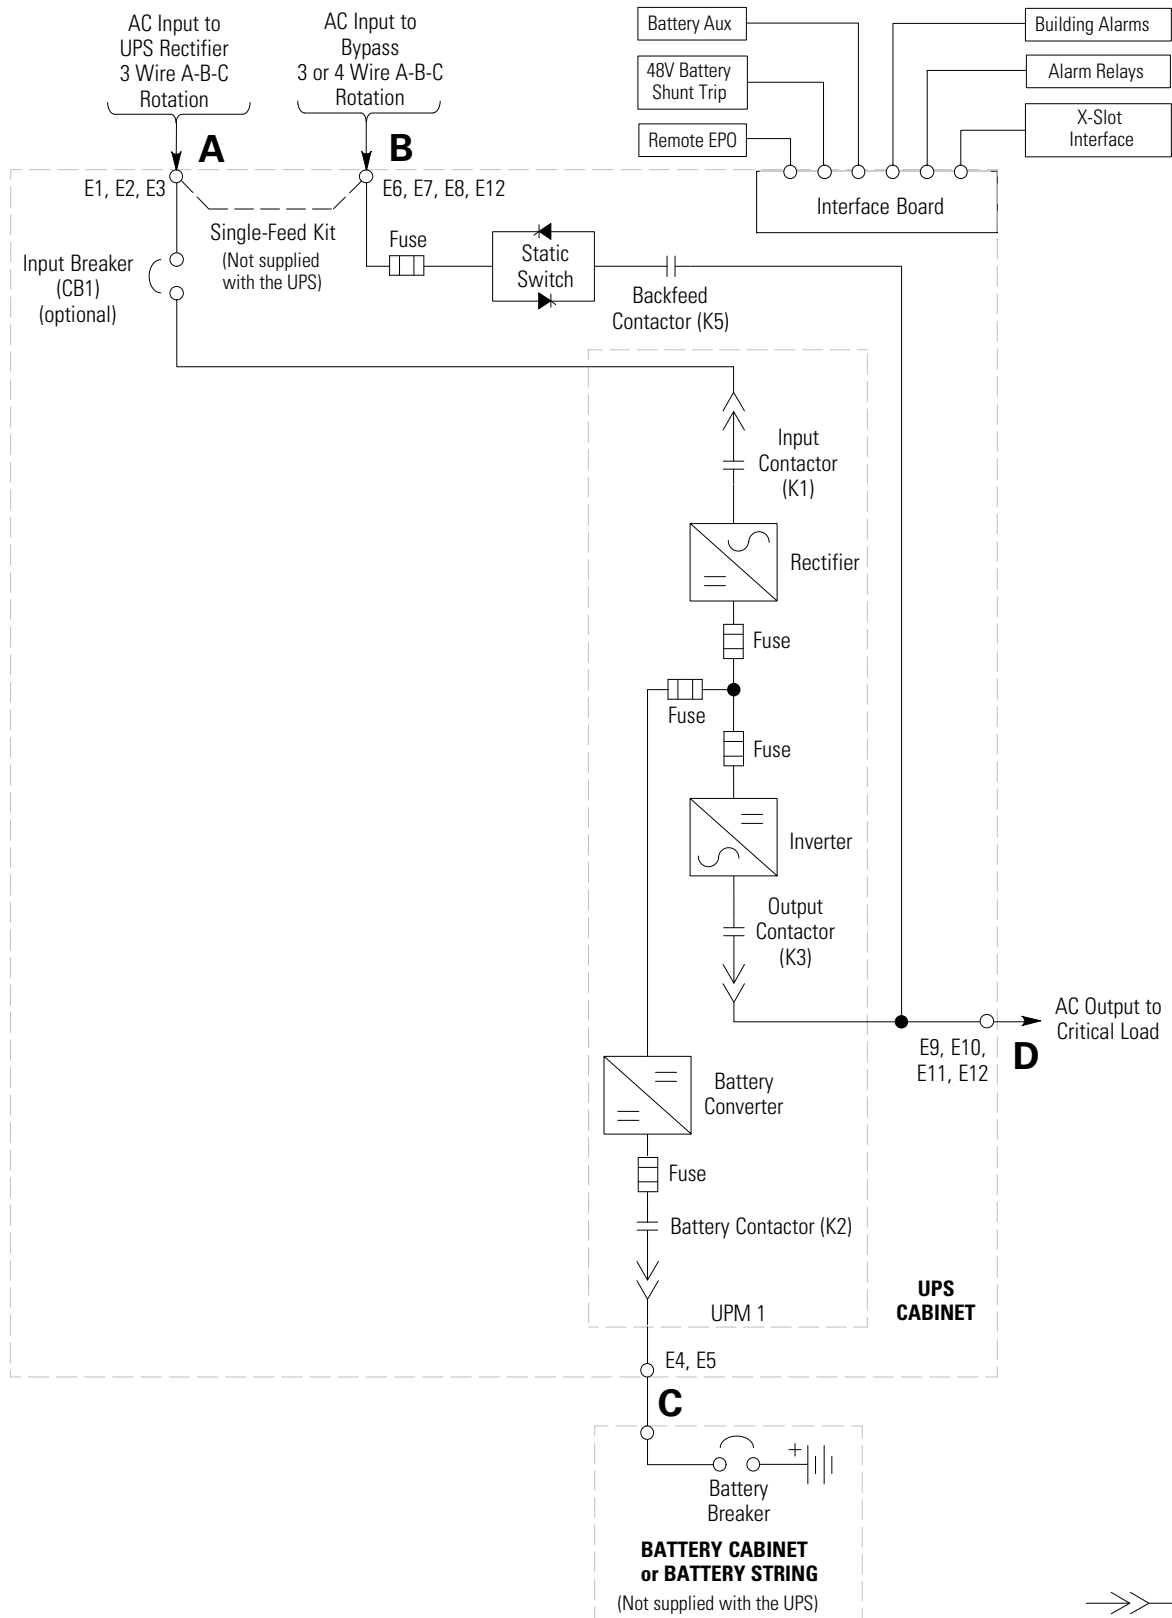 AC Input to
UPS Rectifier
3 Wire A-B-C
Rotation
AC Input to
Bypass
3 or 4 Wire A-B-C
Rotation
Battery Aux
48V Battery
Shunt Trip
Remote EPO
Building Alarms
Alarm Relays
X-Slot
Interface
A
B
E1, E2, E3
E6, E7, E8, E12
Interface Board
Single-Feed Kit
(Not supplied
with the UPS)
Fuse
Static
Switch
Input Breaker
(CB1)
(optional)
Backfeed
Contactor (K5)
Input
Contactor
(K1)
Rectifier
Fuse
Fuse
Fuse
Inverter
Output
Contactor
(K3)
AC Output to
Critical Load
E9, E10,
E11, E12
D
Battery
Converter
Fuse
Battery Contactor (K2)
UPM 1
UPS
CABINET
E4, E5
C
+
Battery
Breaker
BATTERY CABINET
or BATTERY STRING
(Not supplied with the UPS)